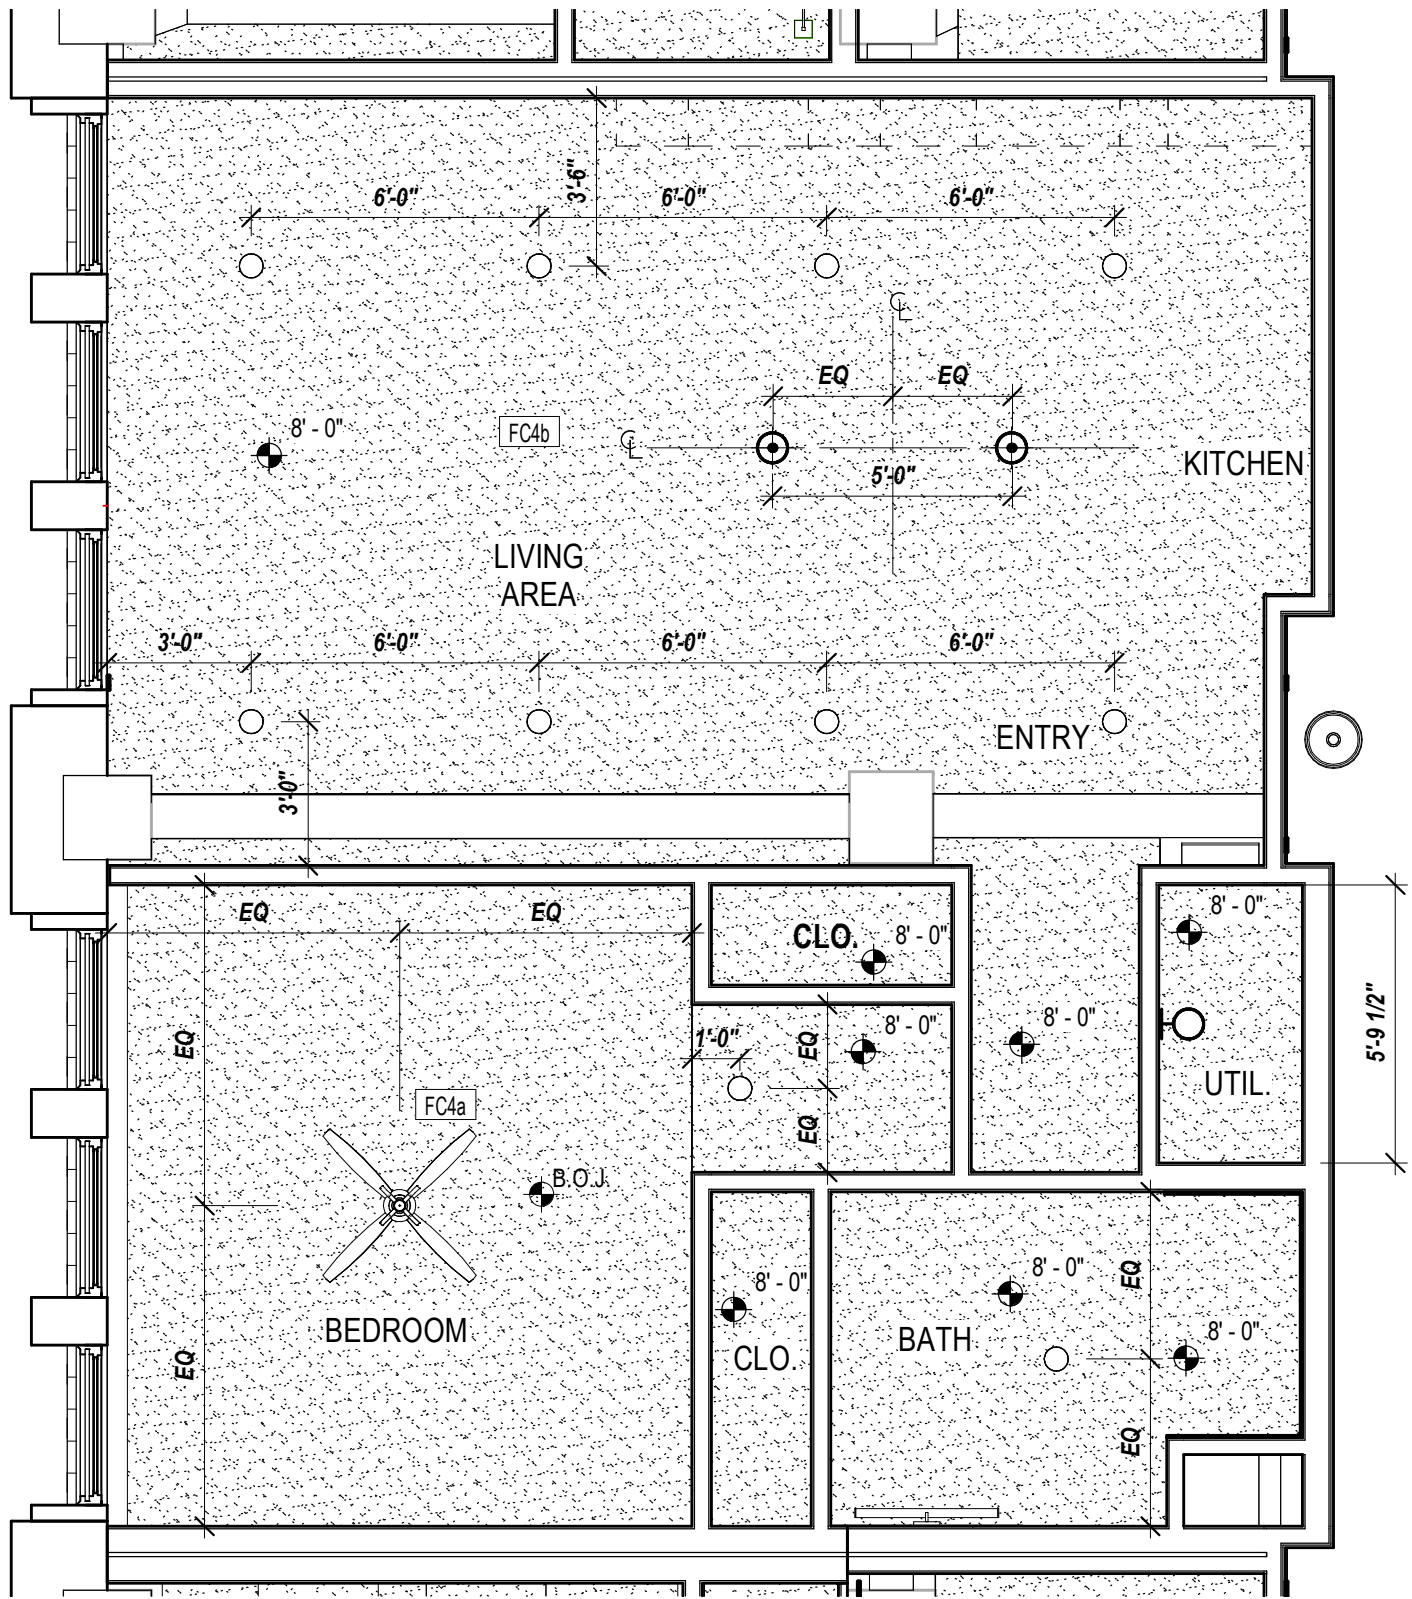 3'-6"
6'-0"
6'-0"
6'-0"
EQ
EQ
8' - 0"
FC4b
5'-0"
KITCHEN
LIVING
AREA
3'-0"
6'-0"
6'-0"
6'-0"
ENTRY
3'-0"
EQ
EQ
CLO.
8' - 0"
8' - 0"
8' - 0"
8' - 0"
1'-0"
EQ
EQ
5'-9 1/2"
UTIL.
FC4a
EQ
B.O.J.
8' - 0"
EQ
8' - 0"
BEDROOM
8' - 0"
BATH
CLO.
EQ
EQ